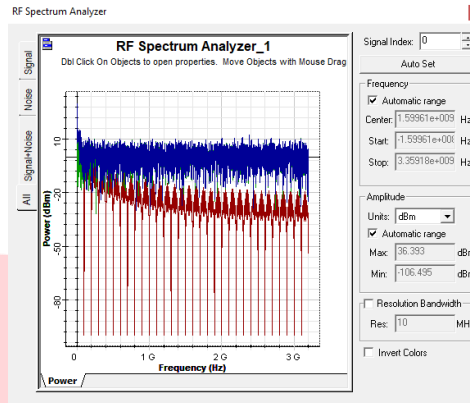 RF Spectrum Analyzer
RF Spectrum Analyzer_1
Dbl Click On Objects to open properties. Move Objects with Mouse Drag
Signal
Noise
Signal+Noise
All
Power (dBm)
10
-20
-50
-80
0
1 G
2 G
3 G
Frequency (Hz)
Power
Signal Index: 0
Auto Set
Frequency
Automatic range
Center: 1.59961e+009 Hz
Start: -1.59961e+00 Hz
Stop: 3.35918e+009 Hz
Amplitude
Units: dBm
Automatic range
Max: 36.393 dBm
Min: -106.495 dBm
Resolution Bandwidth
Res: 10 MH
Invert Colors